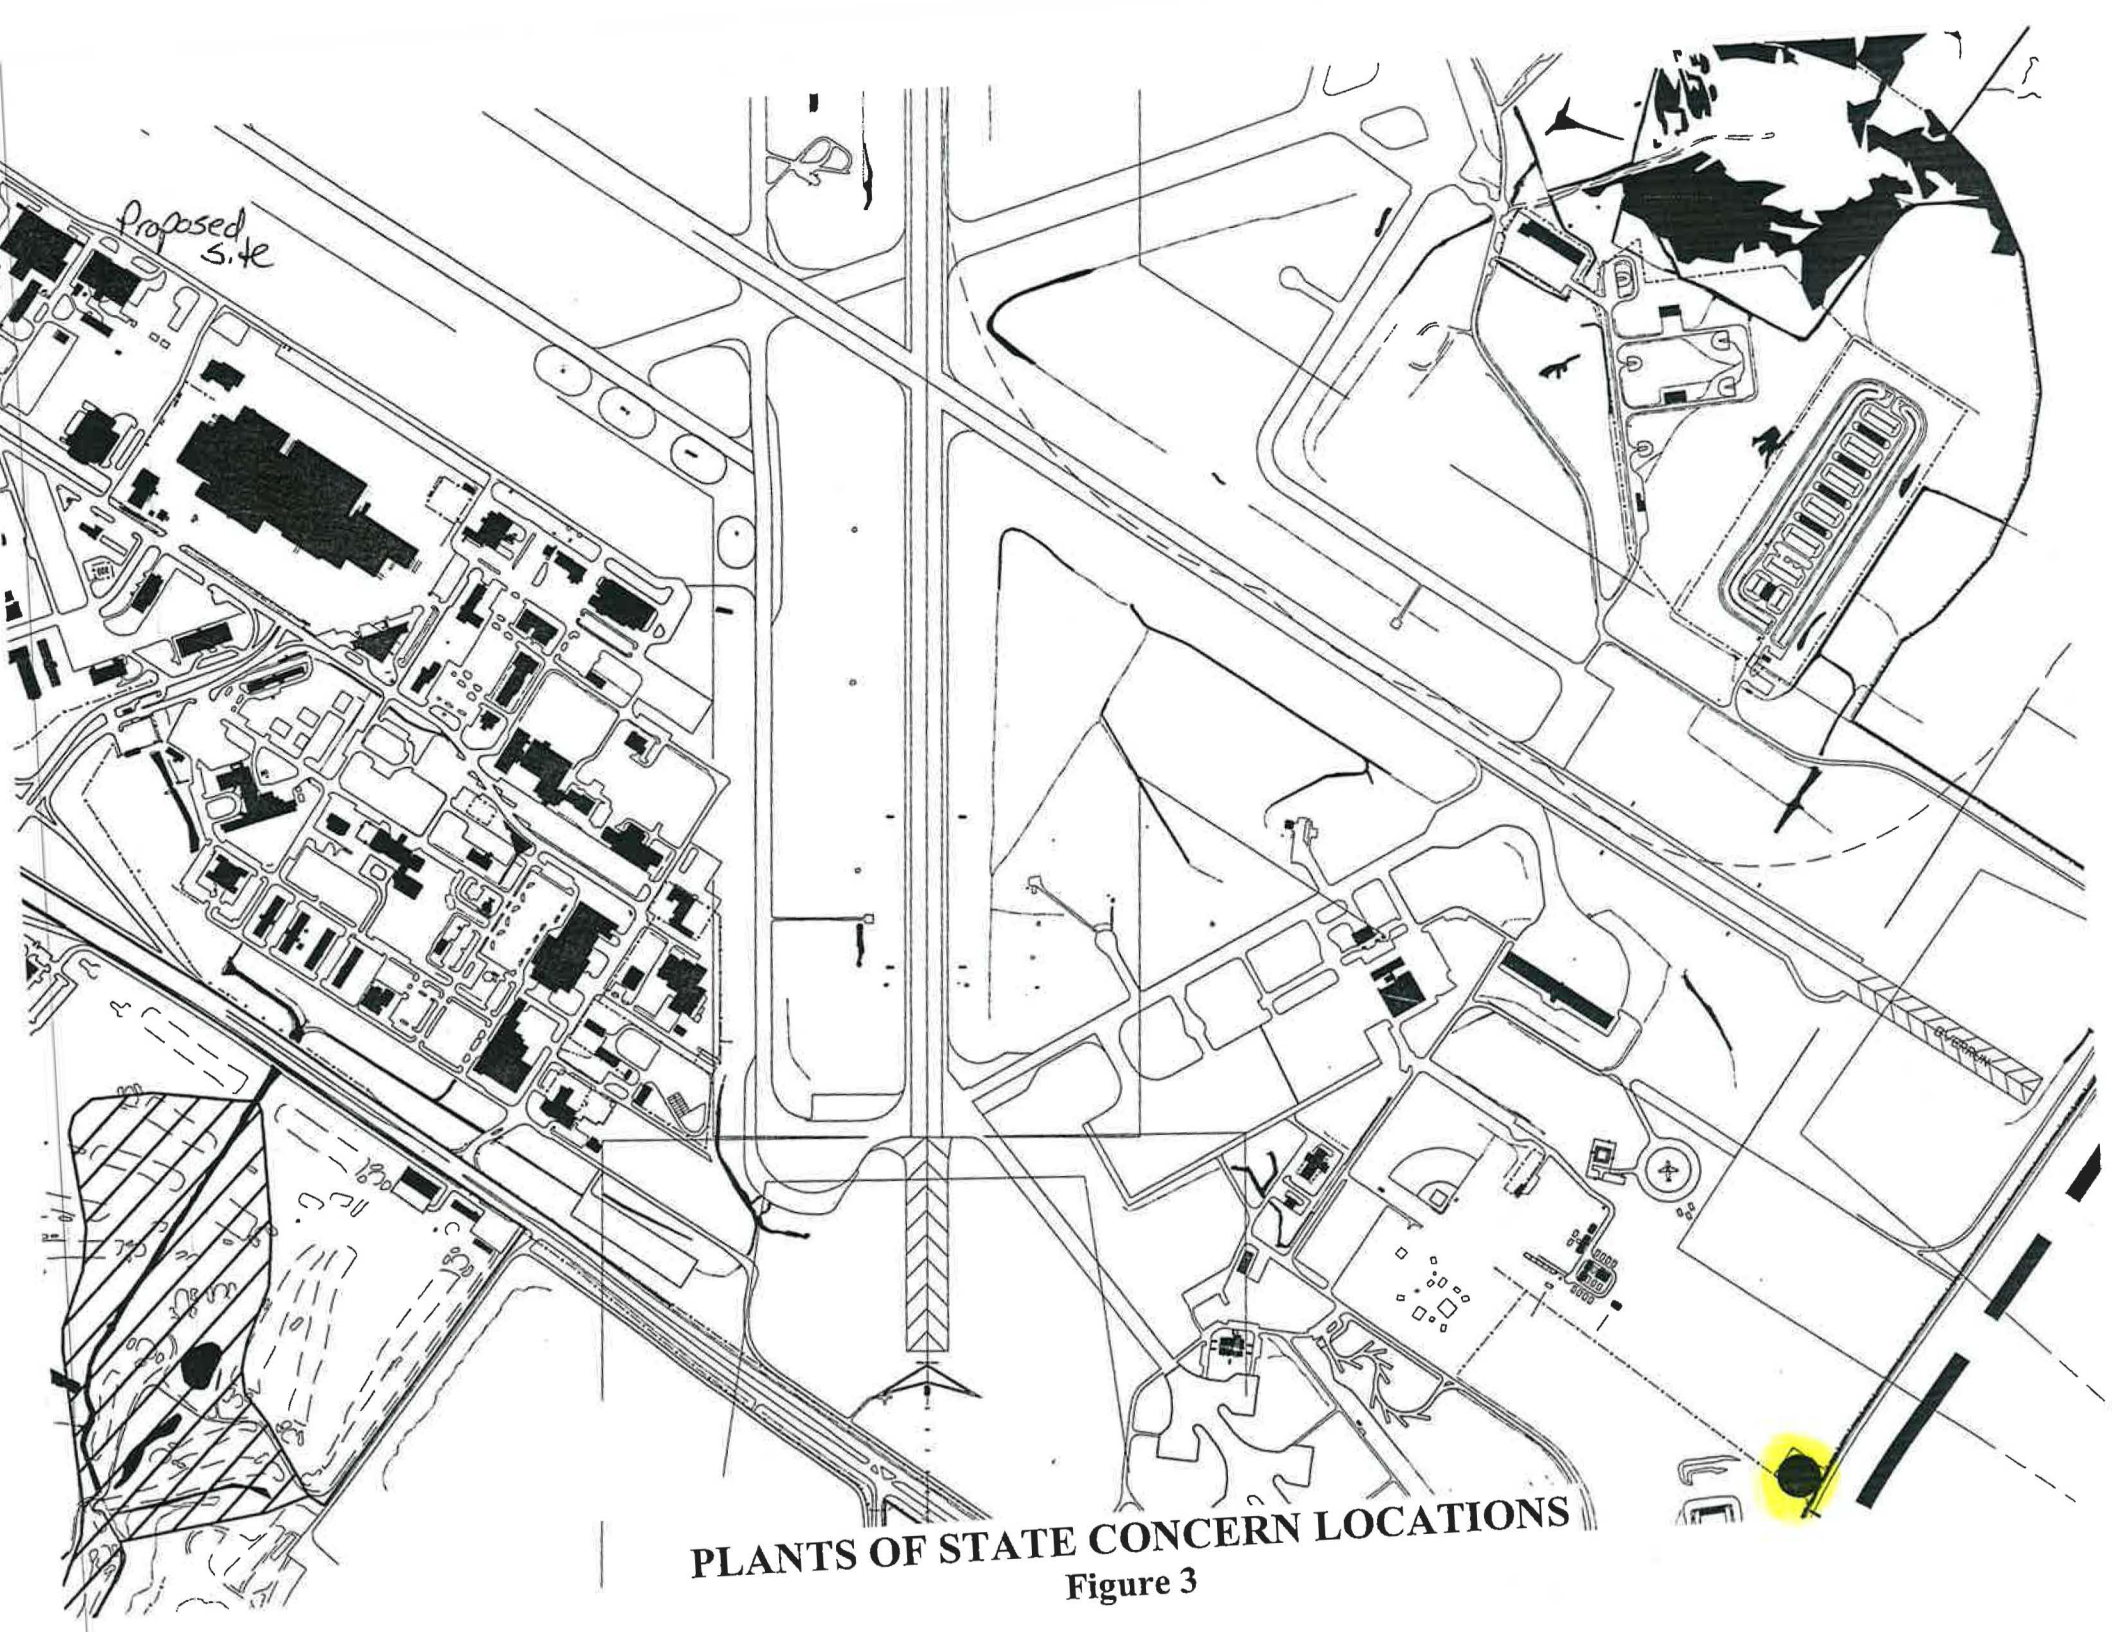 Proposed
site
OVERRUN
PLANTS OF STATE CONCERN LOCATIONS
Figure 3